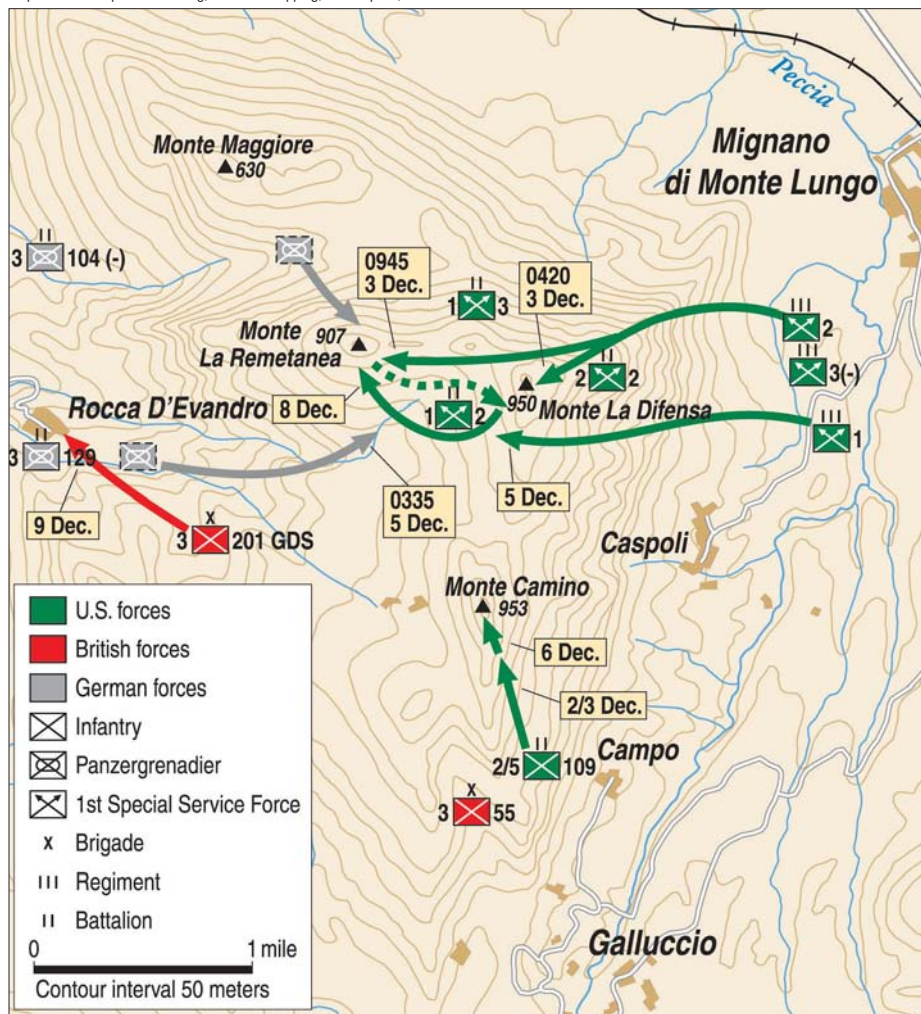 Peccia
Mignano
di Monte Lungo
Monte Maggiore
630
3 104 (-)
0945
3 Dec.
1 3
0420
3 Dec.
2
3(-)
1
Monte
La Remetanea
907
2 2
8 Dec.
1 2
950 Monte La Difensa
Rocca D'Evandro
3 129
9 Dec.
0335
5 Dec.
5 Dec.
3 x 201 GDS
Caspoli
Monte Camino
953
6 Dec.
2/3 Dec.
2/5 109
Campo
x
3 55
Galluccio
U.S. forces
British forces
German forces
Infantry
Panzergrenadier
1st Special Service Force
x Brigade
III Regiment
II Battalion
0 1 mile
Contour interval 50 meters